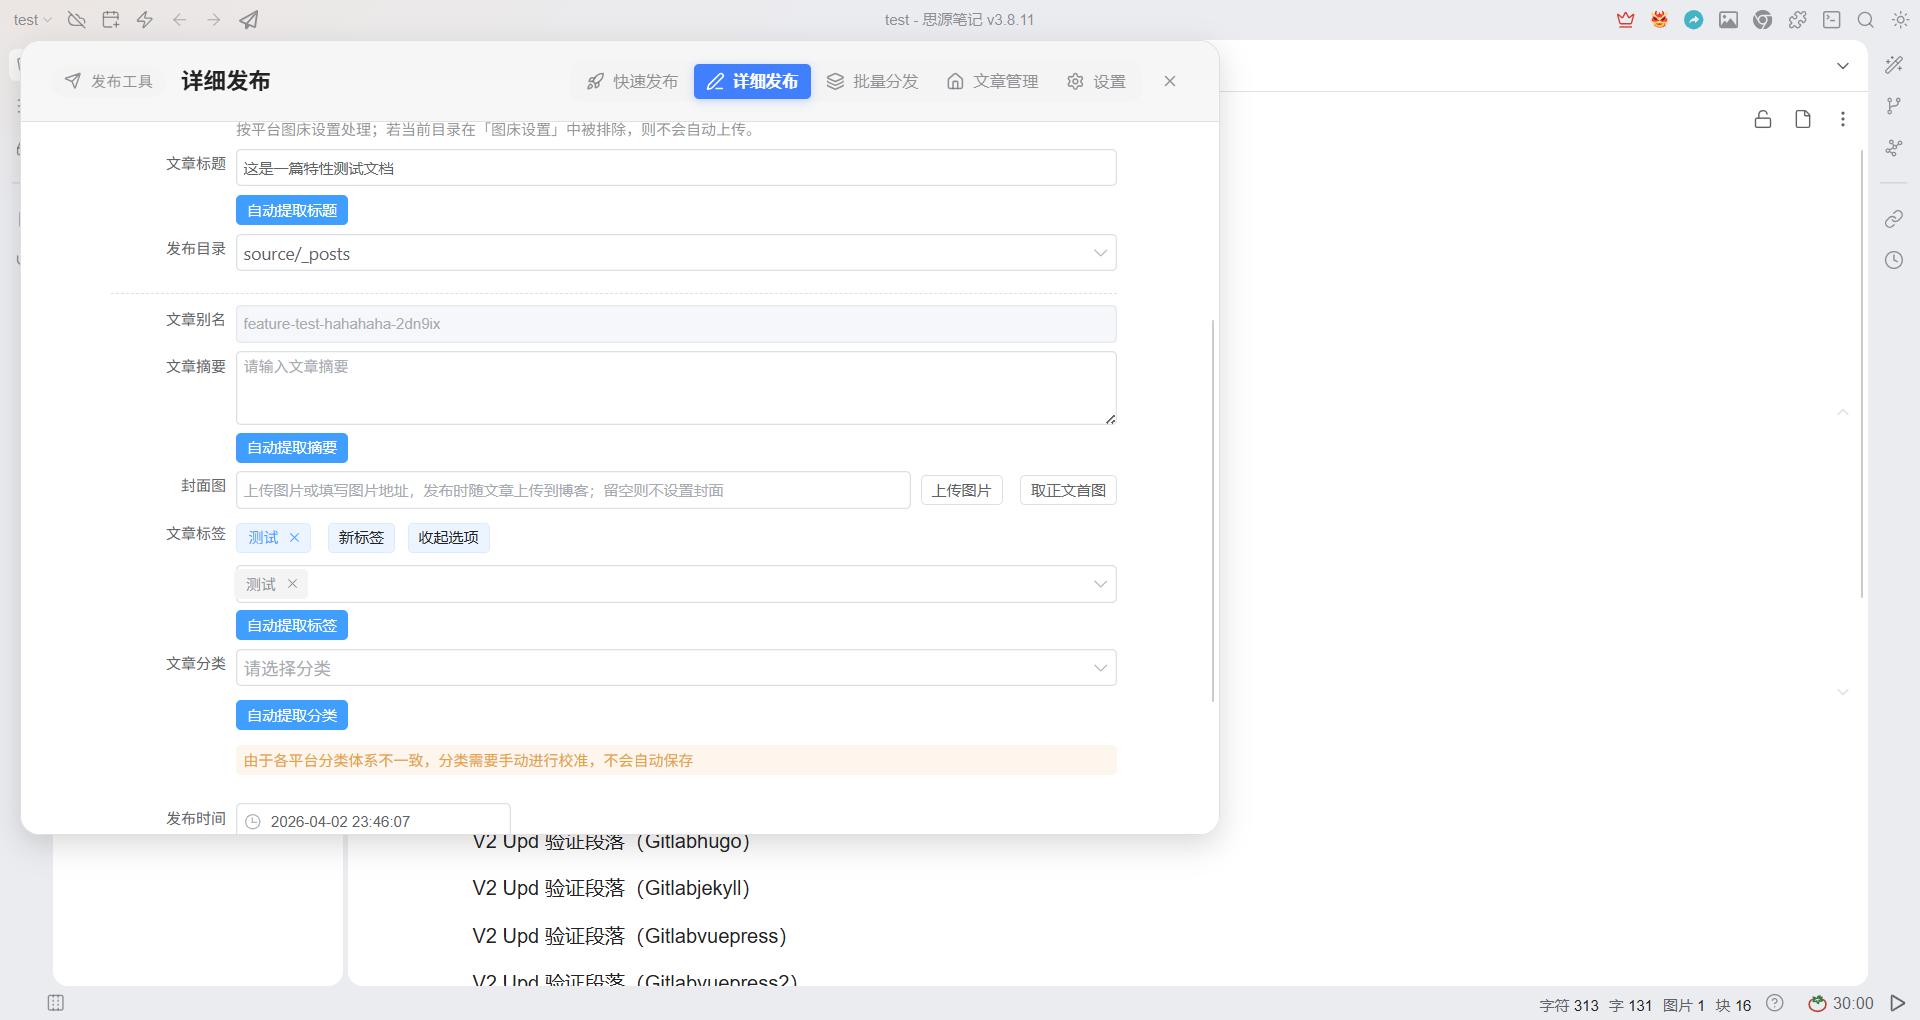 test
test - 思源笔记 v3.8.11
发布工具
详细发布
快速发布
详细发布
批量分发
文章管理
设置
按平台图床设置处理；若当前目录在「图床设置」中被排除，则不会自动上传。
文章标题
这是一篇特性测试文档
自动提取标题
发布目录
source/_posts
文章别名
feature-test-hahahaha-2dn9ix
文章摘要
请输入文章摘要
自动提取摘要
封面图
上传图片或填写图片地址，发布时随文章上传到博客；留空则不设置封面
上传图片
取正文首图
文章标签
测试
新标签
收起选项
测试
自动提取标签
文章分类
请选择分类
自动提取分类
由于各平台分类体系不一致，分类需要手动进行校准，不会自动保存
发布时间
2026-04-02 23:46:07
V2 Upd 验证段落（Gitlabhugo）
V2 Upd 验证段落（Gitlabjekyll）
V2 Upd 验证段落（Gitlabvuepress）
V2 Upd 验证段落（Gitlabvuepress2）
字符 313 字 131 图片 1 块 16
30:00